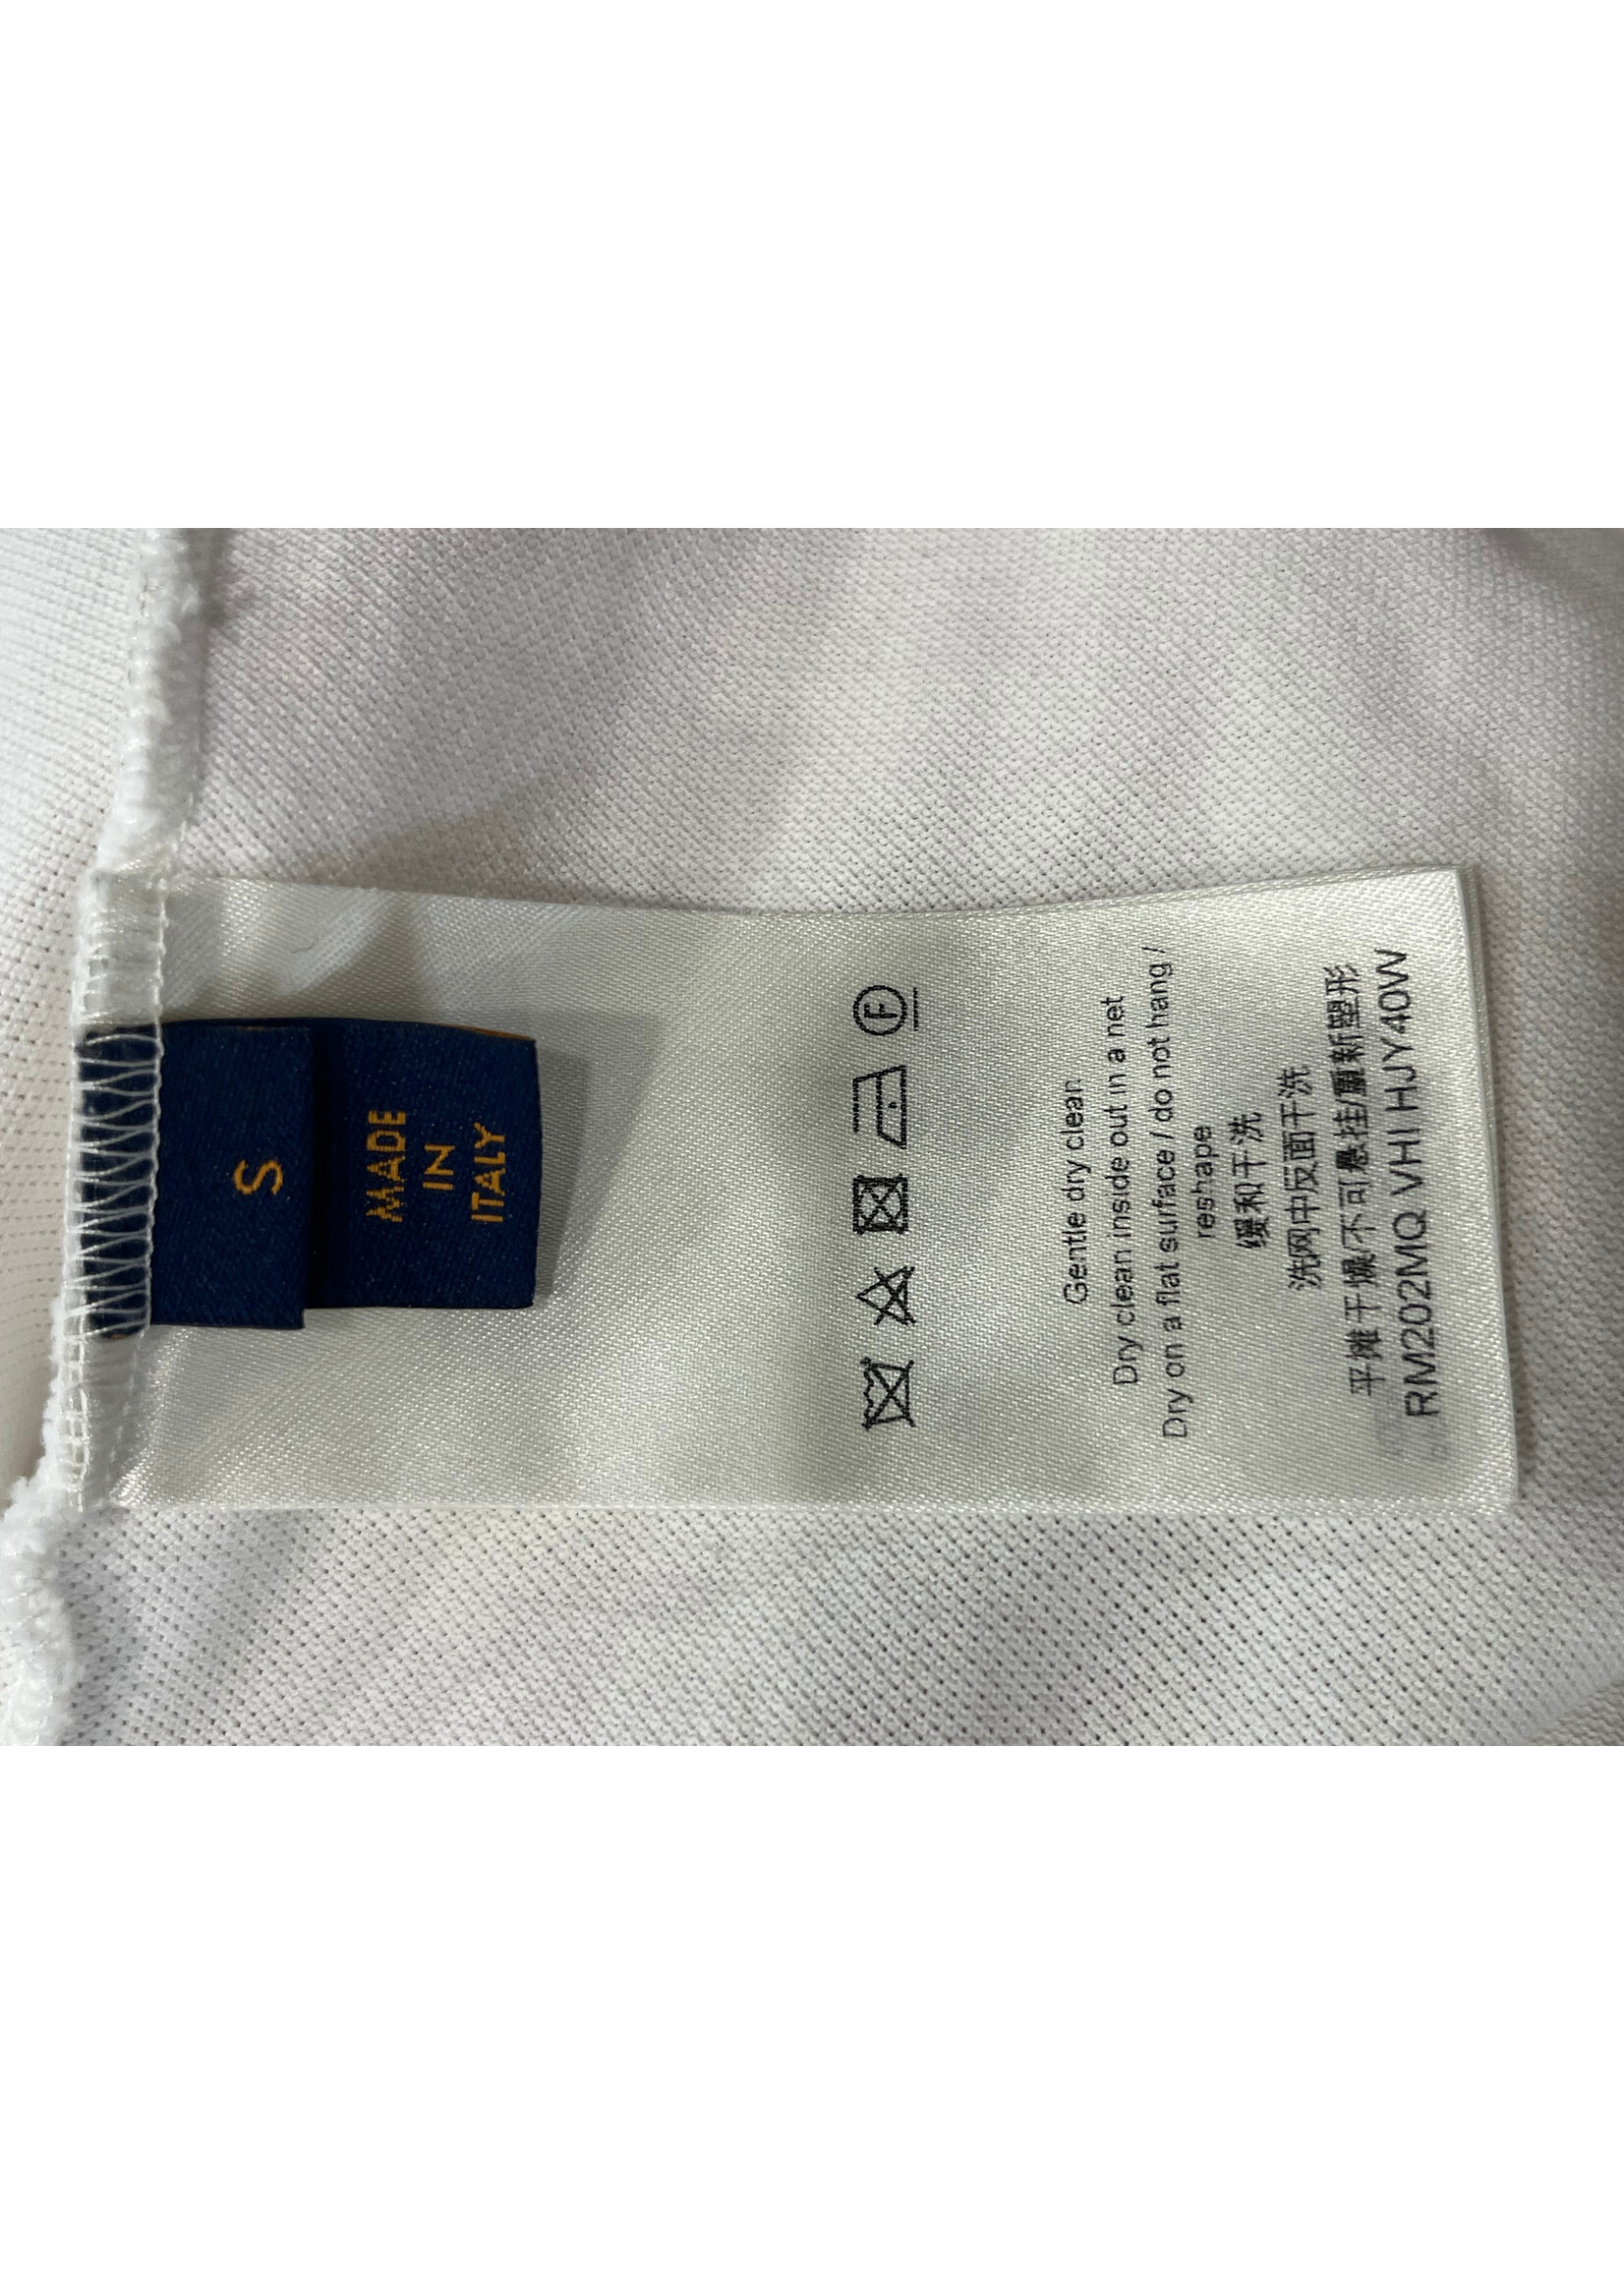 S
MADE
IN
ITALY
F
Gentle dry clean
Dry clean inside out in a net
Dry on a flat surface / do not hang /
reshape
缓和干洗
洗网中反面干洗
平摊干燥/不可悬挂/重新塑形
RM202MQ VHI HJY40W